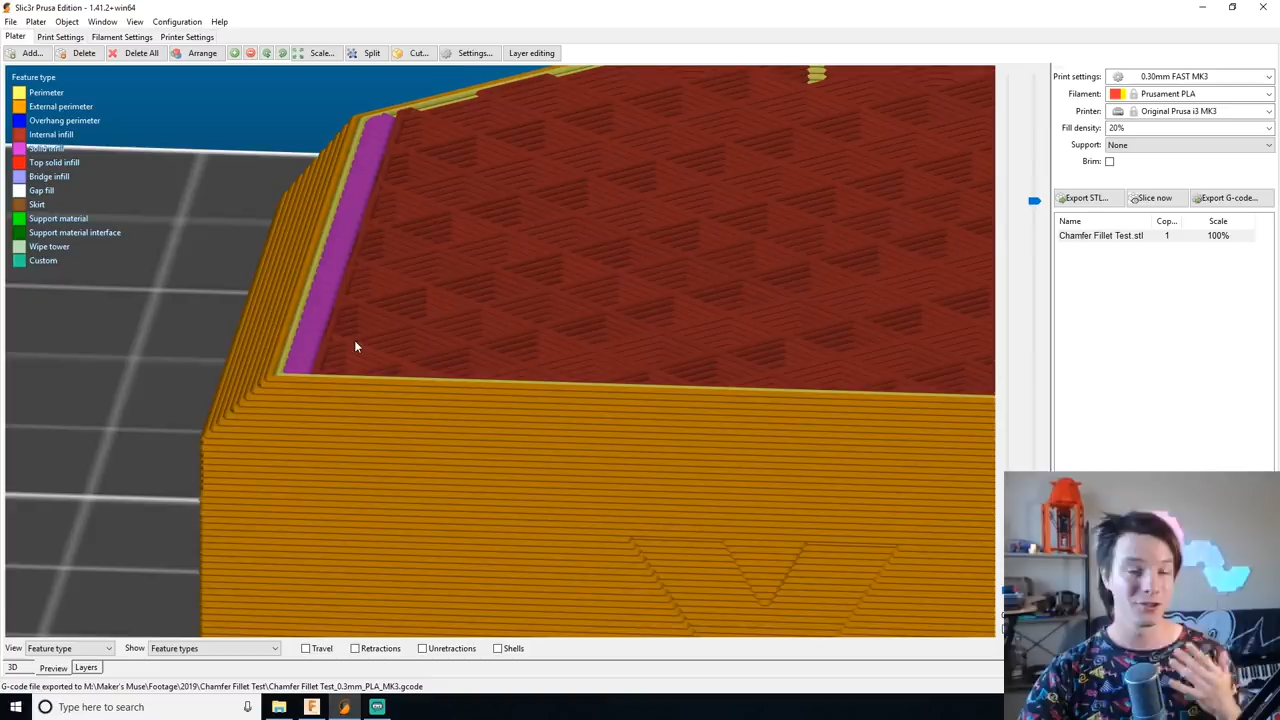 Slic3r Prusa Edition - 1.41.2+win64
File Plater Object Window View Configuration Help
Plater Print Settings Filament Settings Printer Settings
Add... Delete Delete All Arrange Scale... Split Cut... Settings... Layer editing
Feature type
Perimeter
External perimeter
Overhang perimeter
Internal infill
Solid infill
Top solid infill
Bridge infill
Gap fill
Skirt
Support material
Support material interface
Wipe tower
Custom
Print settings: 0.30mm FAST MK3
Filament: Prusament PLA
Printer: Original Prusa i3 MK3
Fill density: 20%
Support: None
Brim:
Export STL... Slice now Export G-code...
Name Cop... Scale
Chamfer Fillet Test.stl 1 100%
View Feature type Show Feature types Travel Retractions Unretractions Shells
3D Preview Layers
G-code file exported to M:\Maker's Muse\Footage\2019\Chamfer Fillet Test\Chamfer Fillet Test_0.3mm_PLA_MK3.gcode
Type here to search